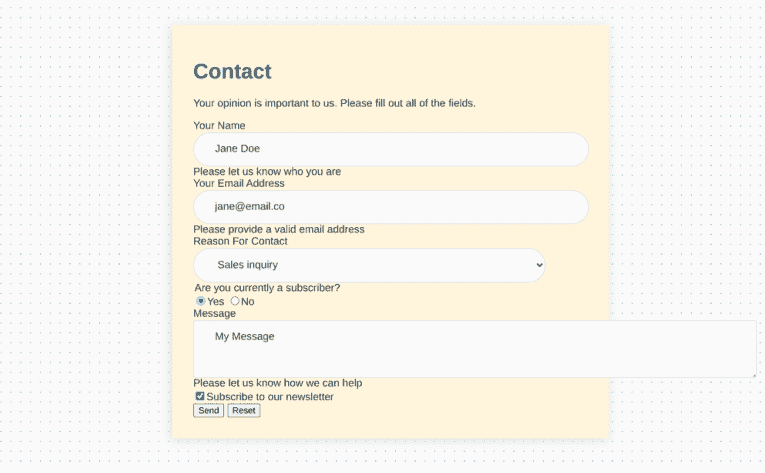 Contact
Your opinion is important to us. Please fill out all of the fields.
Your Name
Jane Doe
Please let us know who you are
Your Email Address
jane@email.co
Please provide a valid email address
Reason For Contact
Sales inquiry
Are you currently a subscriber?
Yes No
Message
My Message
Please let us know how we can help
Subscribe to our newsletter
Send Reset